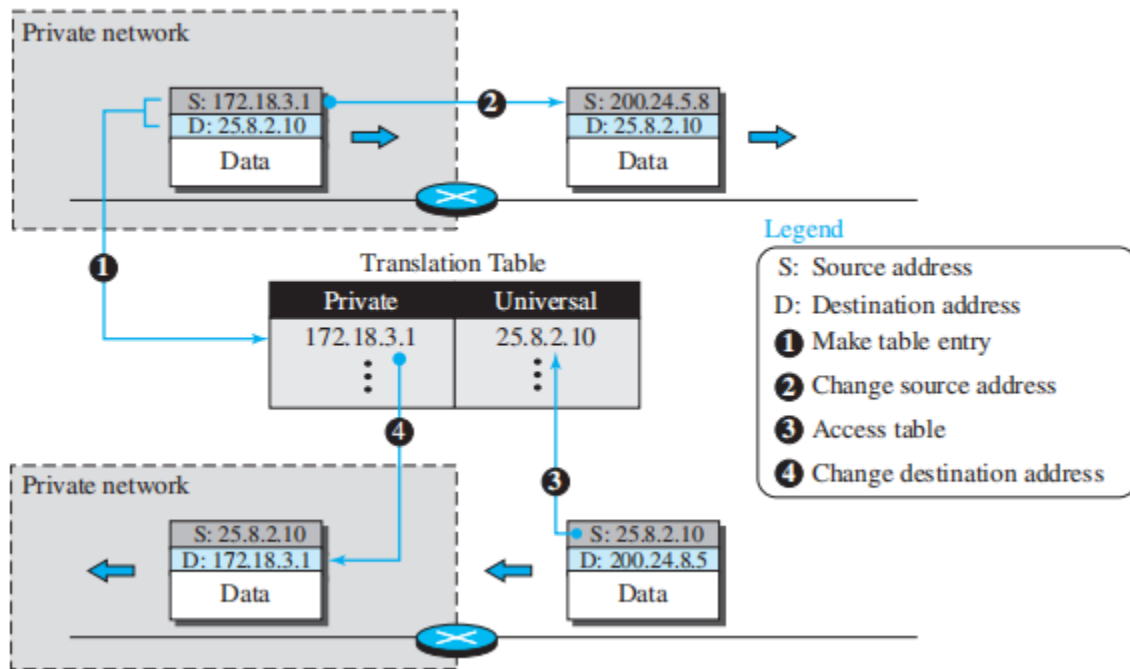 Private network
S: 172.18.3.1
D: 25.8.2.10
Data
2
S: 200.24.5.8
D: 25.8.2.10
Data
1
Translation Table
Private Universal
172.18.3.1 25.8.2.10
4
3
Legend
S: Source address
D: Destination address
1 Make table entry
2 Change source address
3 Access table
4 Change destination address
Private network
S: 25.8.2.10
D: 172.18.3.1
Data
S: 25.8.2.10
D: 200.24.8.5
Data